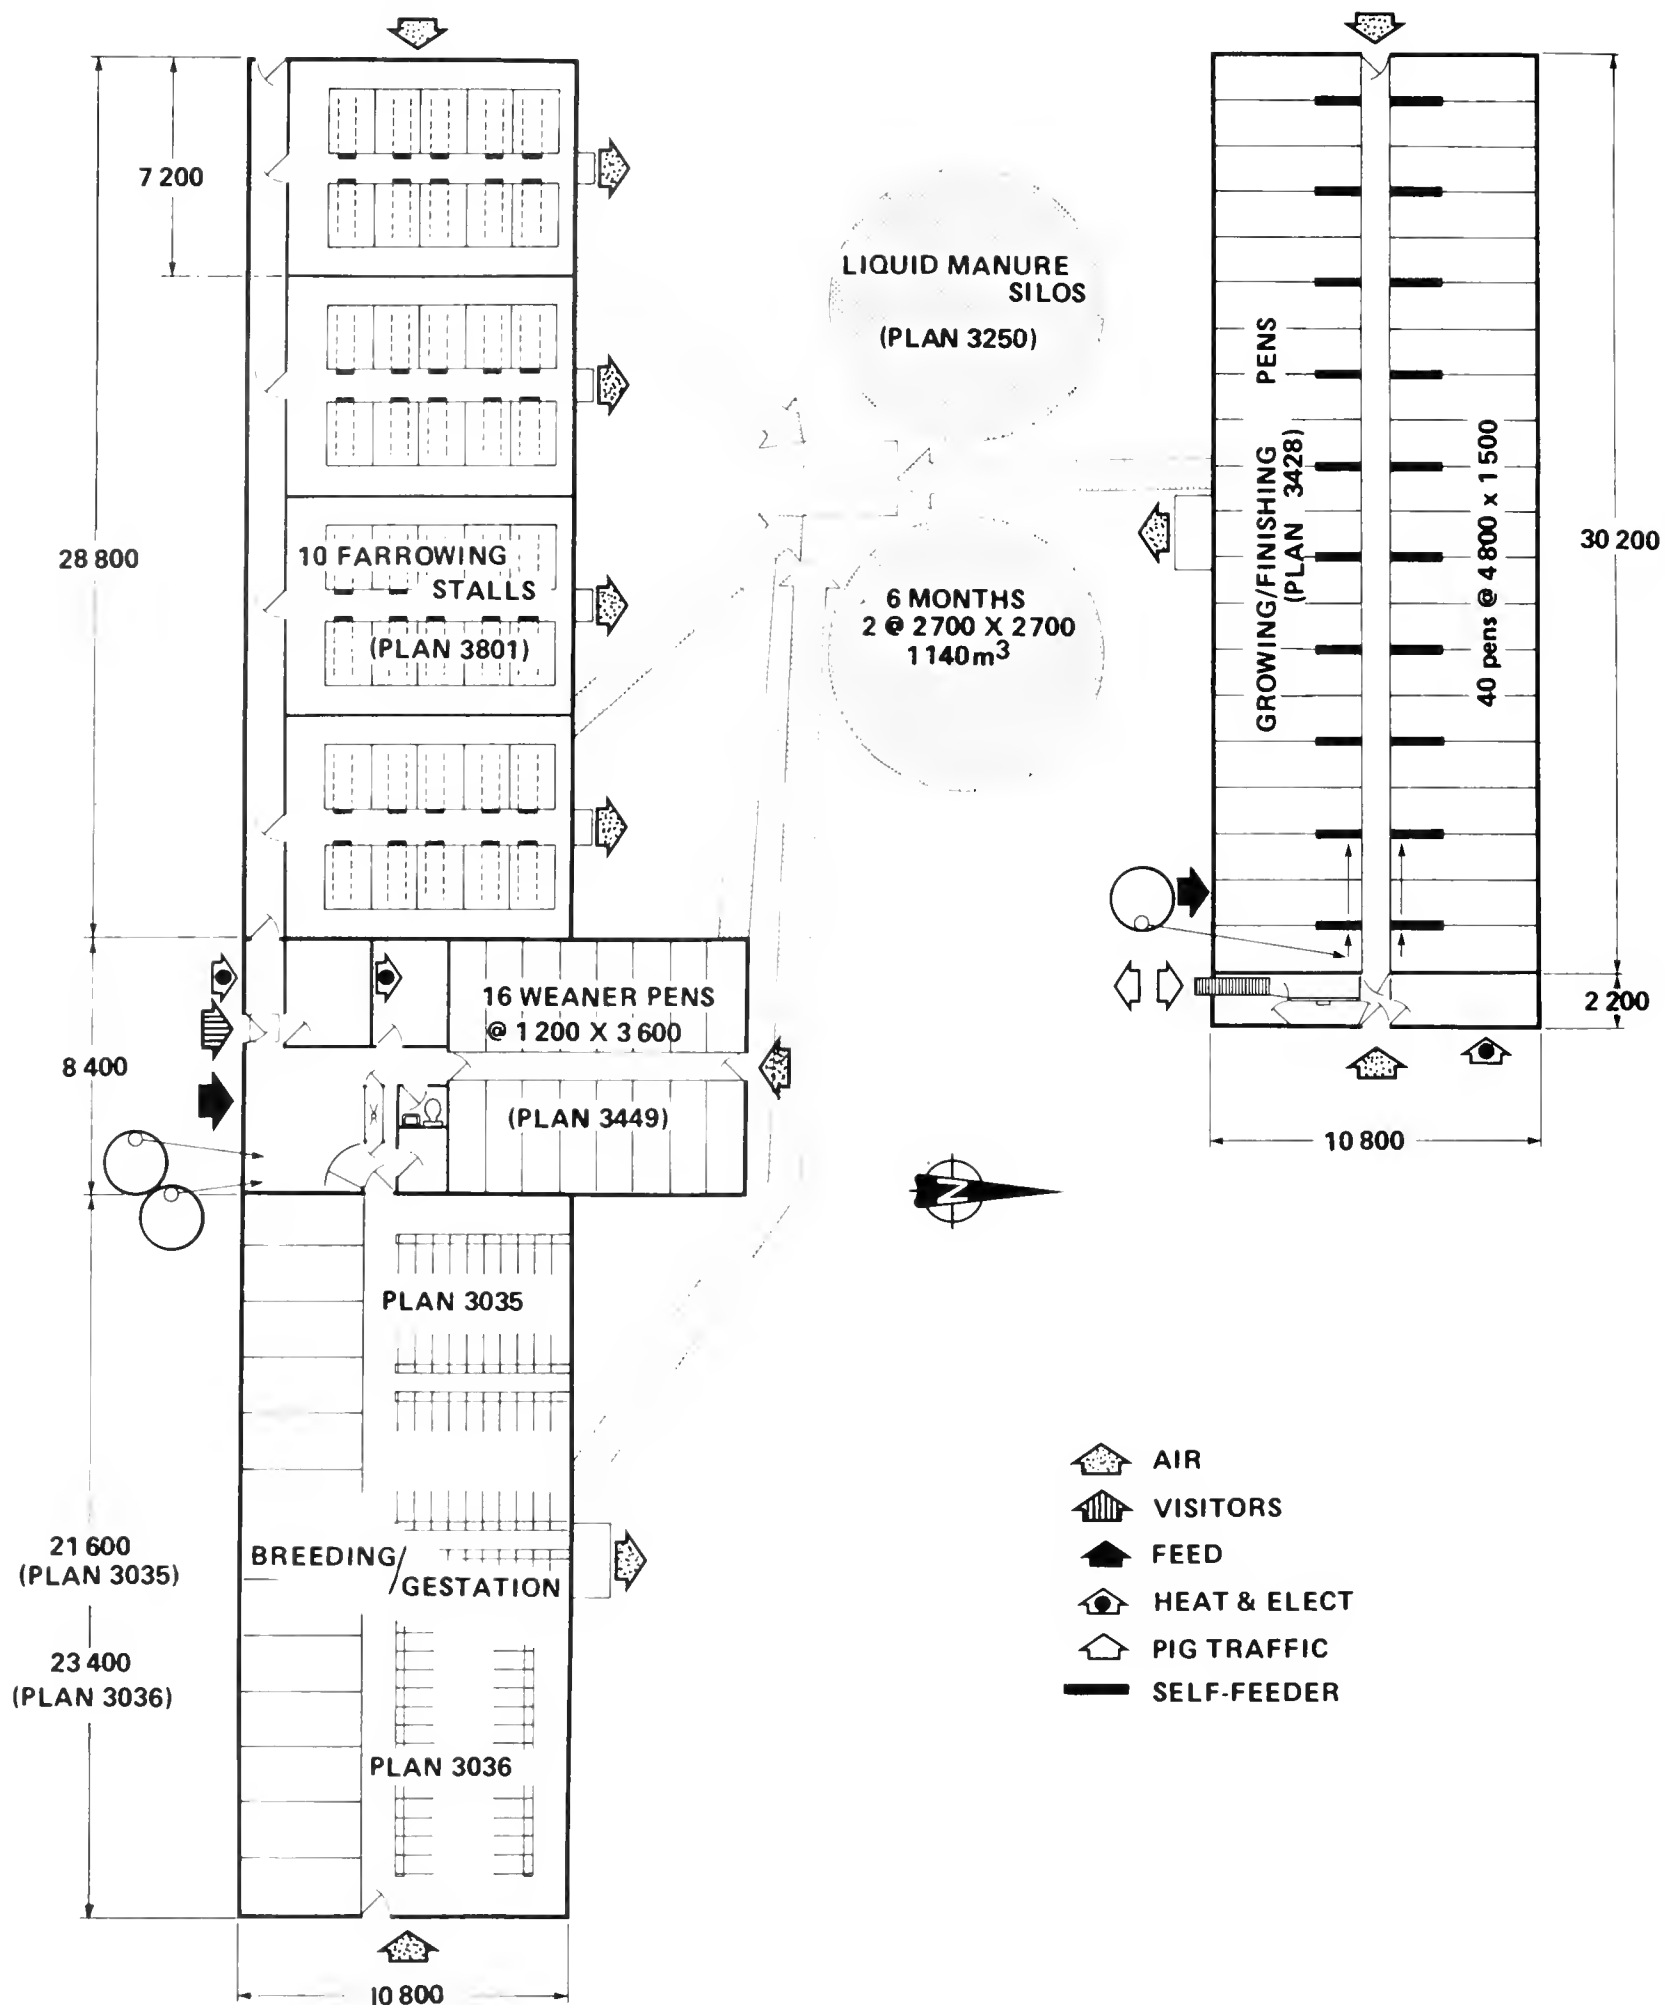 7 200
28 800
10 FARROWING
STALLS
(PLAN 3801)
LIQUID MANURE
SILOS
(PLAN 3250)
6 MONTHS
2 @ 2700 X 2700
1140m³
GROWING/FINISHING PENS
(PLAN 3428)
40 pens @ 4 800 x 1 500
30 200
2 200
10 800
16 WEANER PENS
@ 1 200 X 3 600
(PLAN 3449)
8 400
N
PLAN 3035
BREEDING/
GESTATION
21 600
(PLAN 3035)
23 400
(PLAN 3036)
PLAN 3036
10 800
AIR
VISITORS
FEED
HEAT & ELECT
PIG TRAFFIC
SELF-FEEDER